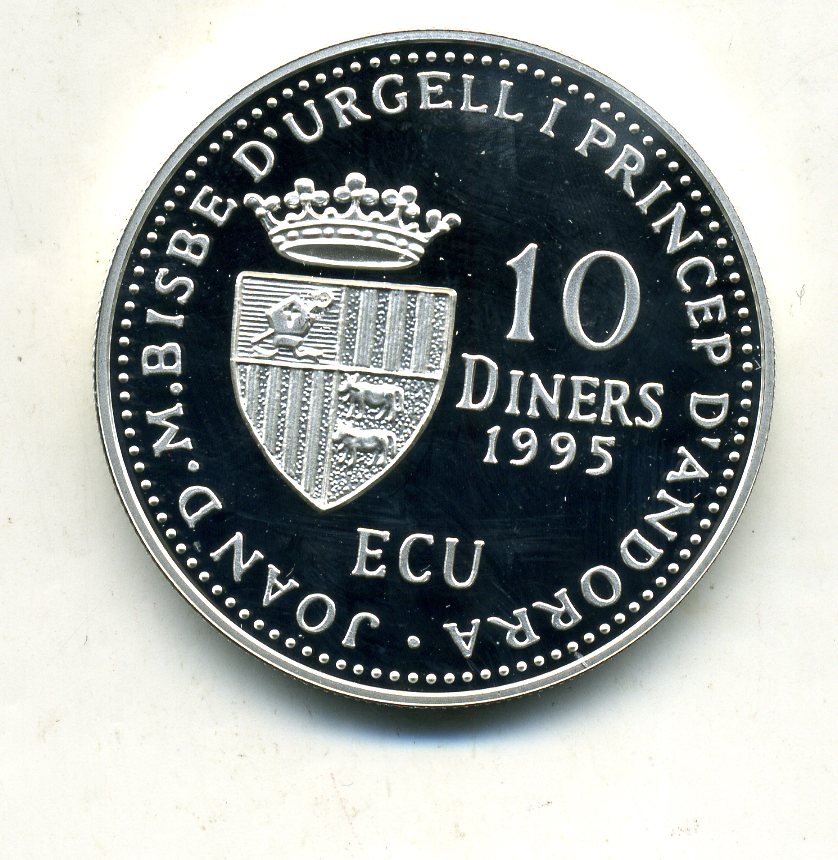 JOAN D.M.BISBE D'URGELL I PRINCEP D'ANDORRA ·
10
DINERS
1995
ECU